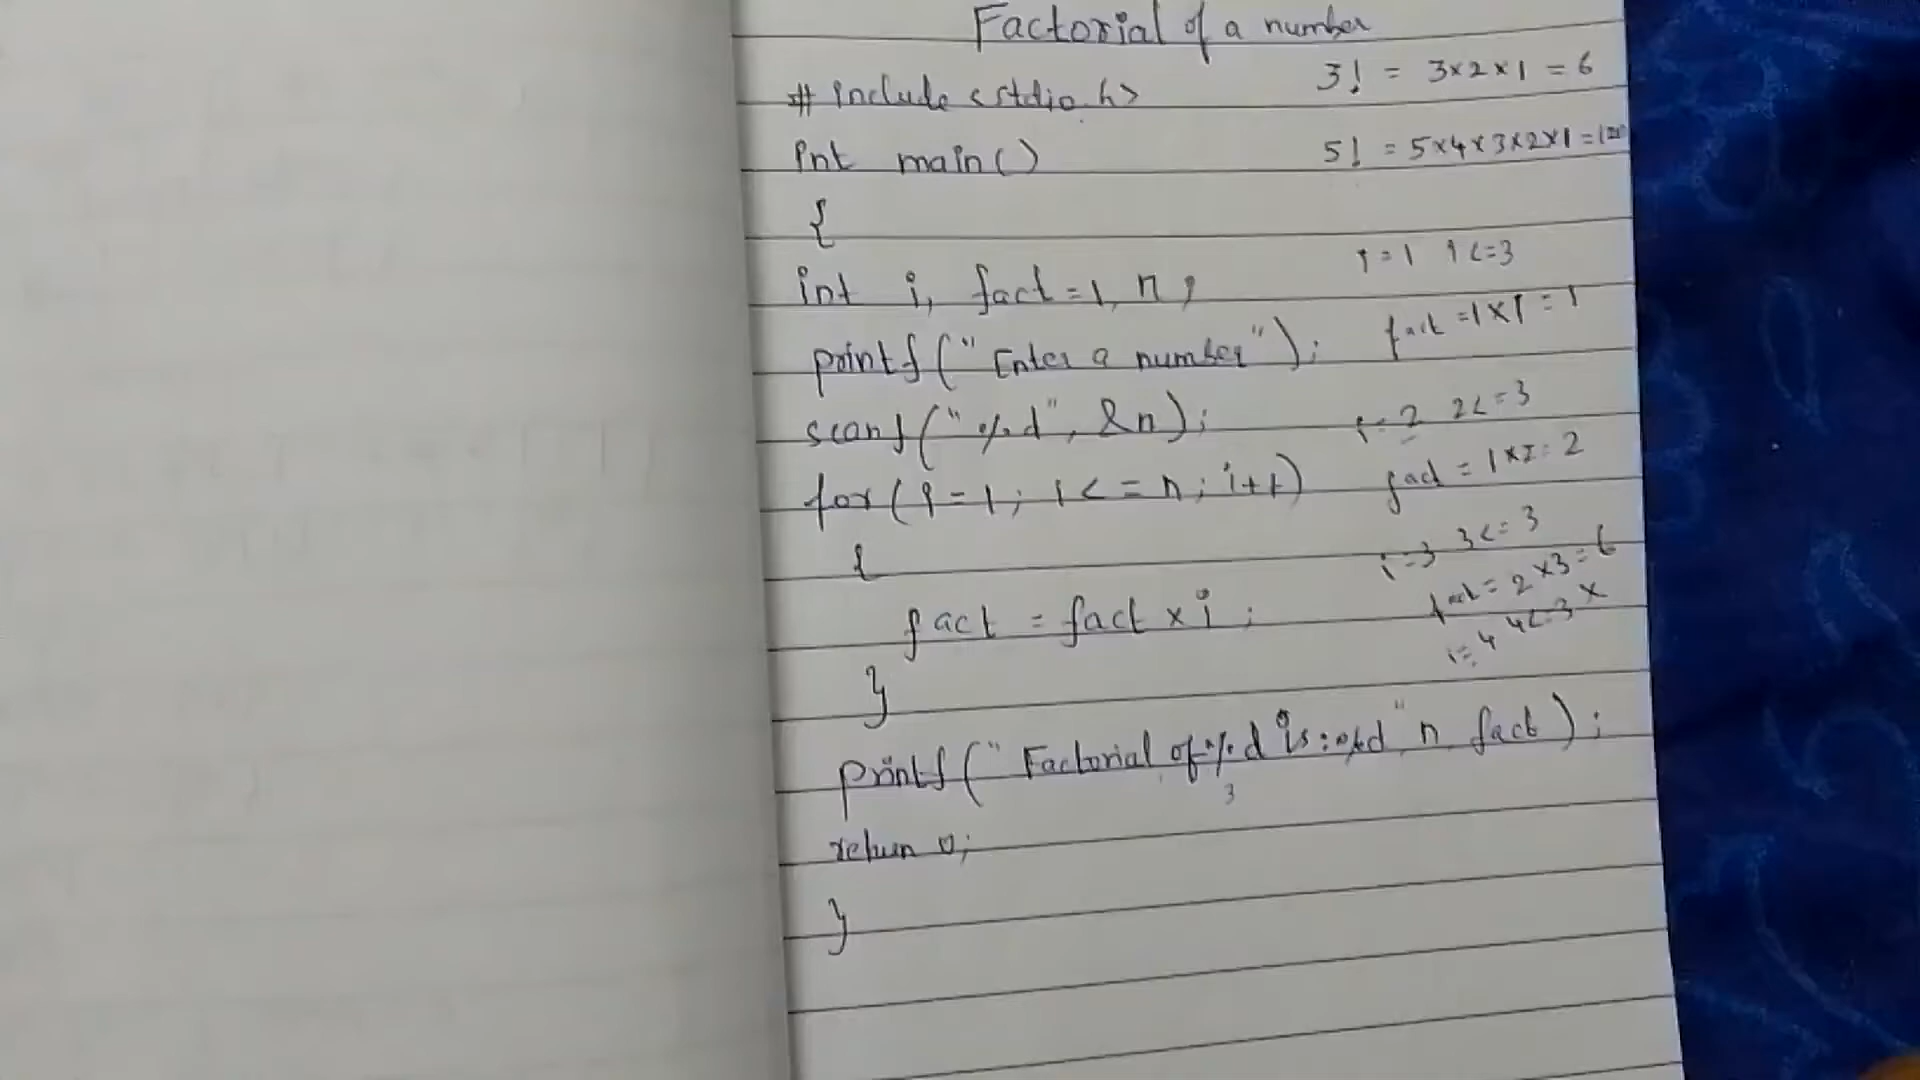 Factorial of a number
# include <stdio.h>
3! = 3x2x1 = 6
int main()
5! = 5x4x3x2x1 = 120
{
i=1 1<=3
int i, fact=1, n;
fact =1x1=1
printf("Enter a number");
i=2 2<=3
scanf("%d", &n);
fact = 1x2=2
for(i=1; i<=n; i++)
i=3 3<=3
{
fact = 2x3=6
fact = fact x i;
i=4 4<=3 x
}
printf("Factorial of %d is:%d" n, fact);
3
return 0;
}